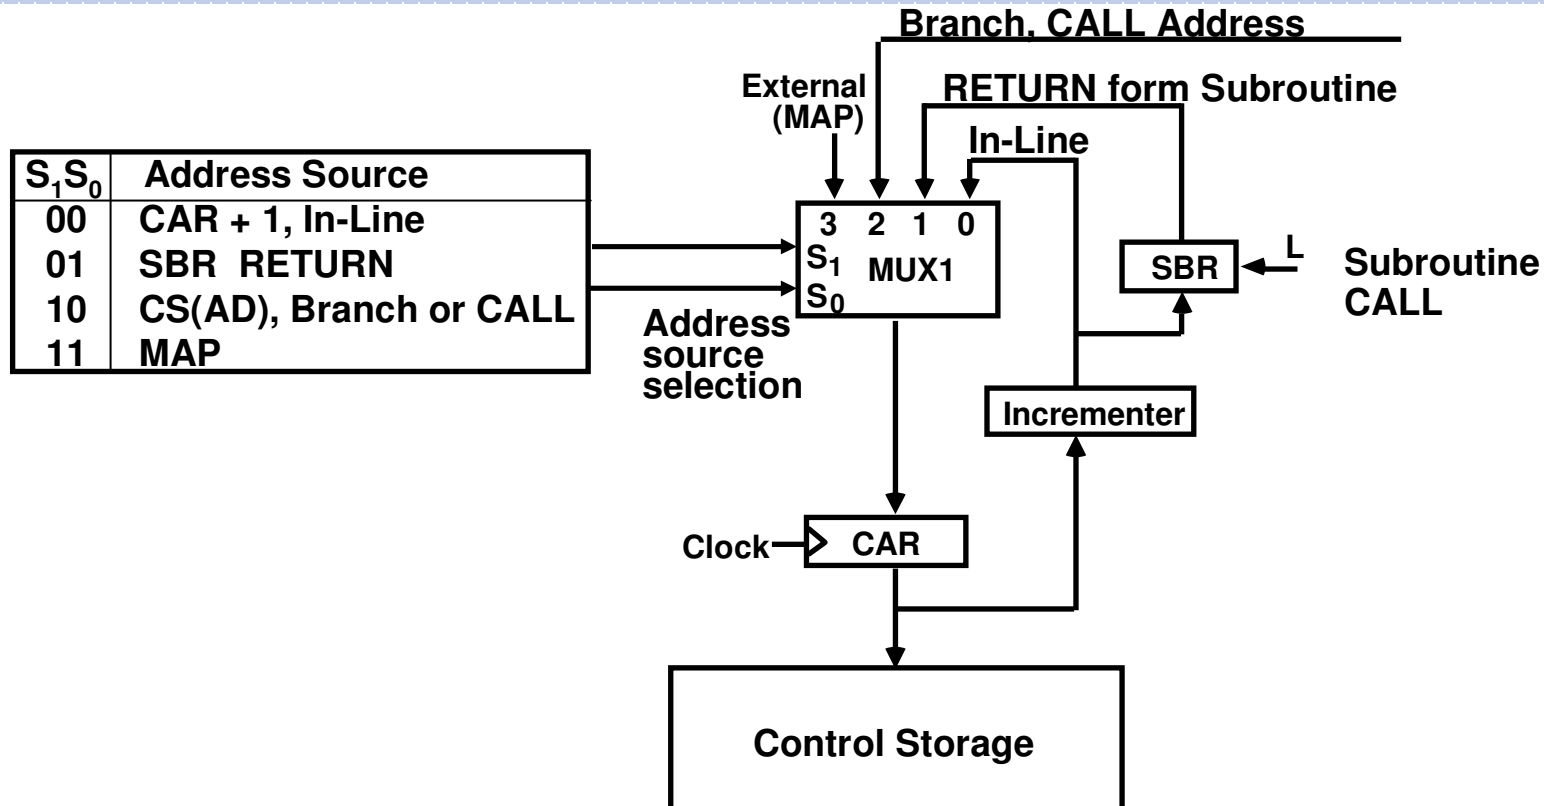 Branch, CALL Address
External
(MAP)
RETURN form Subroutine
In-Line
S1S0 Address Source
00 CAR + 1, In-Line
01 SBR RETURN
10 CS(AD), Branch or CALL
11 MAP
3 2 1 0
S1
MUX1
S0
SBR
L
Subroutine
CALL
Address
source
selection
Incrementer
Clock
CAR
Control Storage